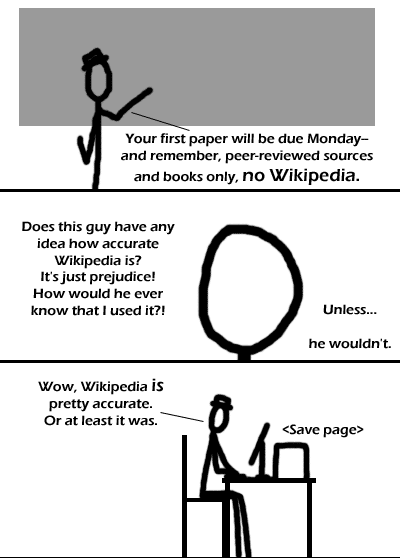 Your first paper will be due Monday–
and remember, peer-reviewed sources
and books only, no Wikipedia.
Does this guy have any
idea how accurate
Wikipedia is?
It's just prejudice!
How would he ever
know that I used it?!
Unless...
he wouldn't.
Wow, Wikipedia is
pretty accurate.
Or at least it was.
<Save page>